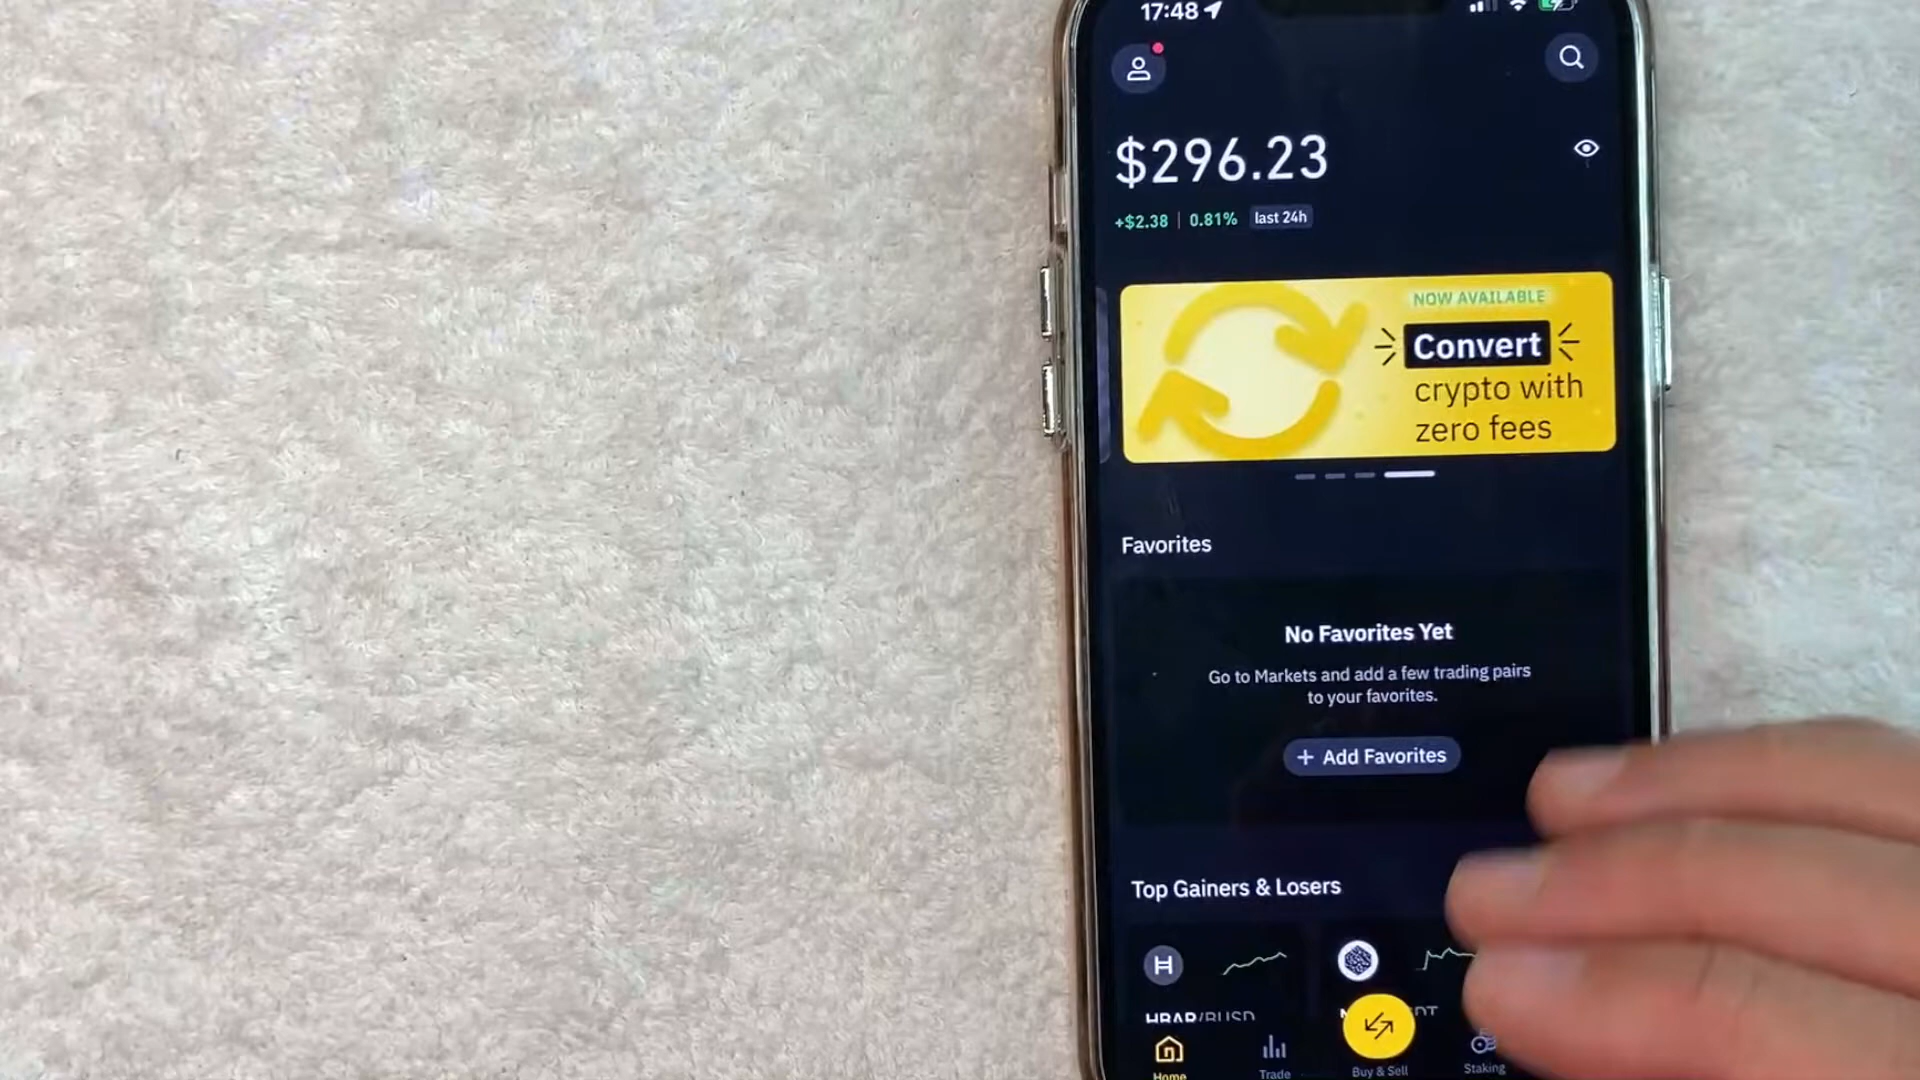 17:48
$296.23
+$2.38 | 0.81% last 24h
NOW AVAILABLE
Convert
crypto with
zero fees
Favorites
No Favorites Yet
Go to Markets and add a few trading pairs
to your favorites.
+ Add Favorites
Top Gainers & Losers
HBAR/BUSD
Home
Trade
Buy & Sell
Staking